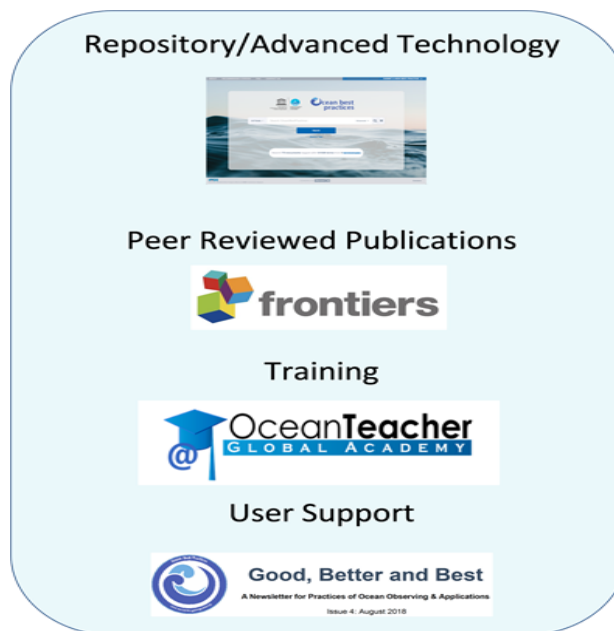 Repository/Advanced Technology
Ocean best
practices
Peer Reviewed Publications
frontiers
Training
OceanTeacher
@ GLOBAL ACADEMY
User Support
Good, Better and Best
A Newsletter for Practices of Ocean Observing & Applications
Issue 4: August 2018